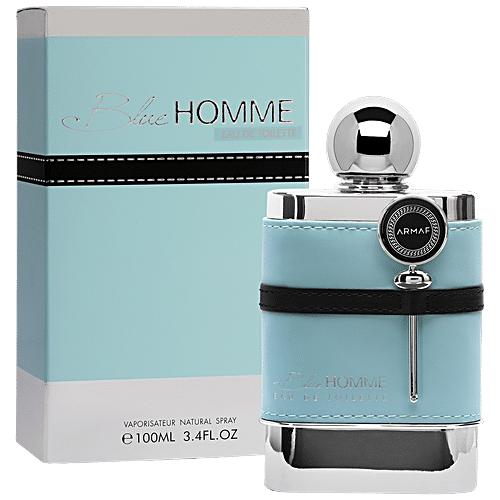 Blue HOMME
EAU DE TOILETTE
VAPORISATEUR NATURAL SPRAY
℮100ML 3.4FL.OZ
ARMAF
Blue HOMME
EAU DE TOILETTE